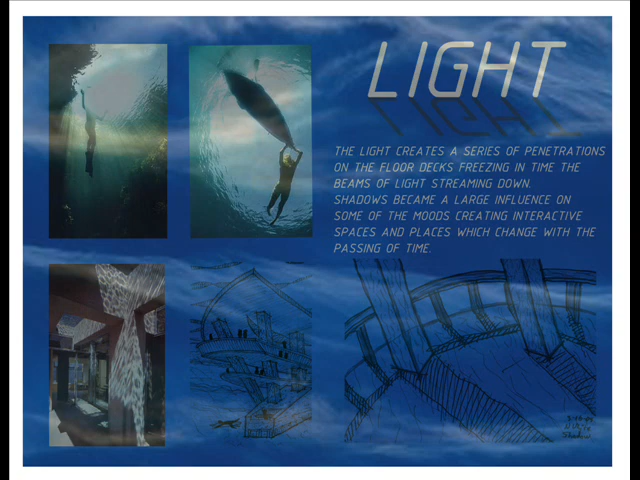 LIGHT
THE LIGHT CREATES A SERIES OF PENETRATIONS
ON THE FLOOR DECKS FREEZING IN TIME THE
BEAMS OF LIGHT STREAMING DOWN.
SHADOWS BECAME A LARGE INFLUENCE ON
SOME OF THE MOODS CREATING INTERACTIVE
SPACES AND PLACES WHICH CHANGE WITH THE
PASSING OF TIME.